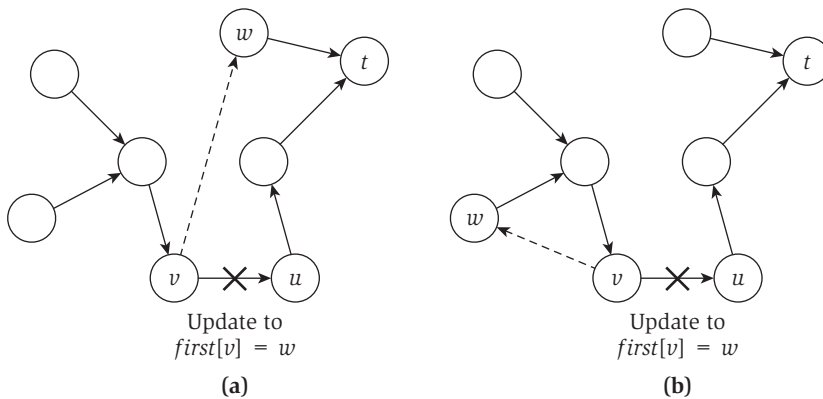 w
t
v
u
Update to
first[v] = w
(a)
t
w
v
u
Update to
first[v] = w
(b)